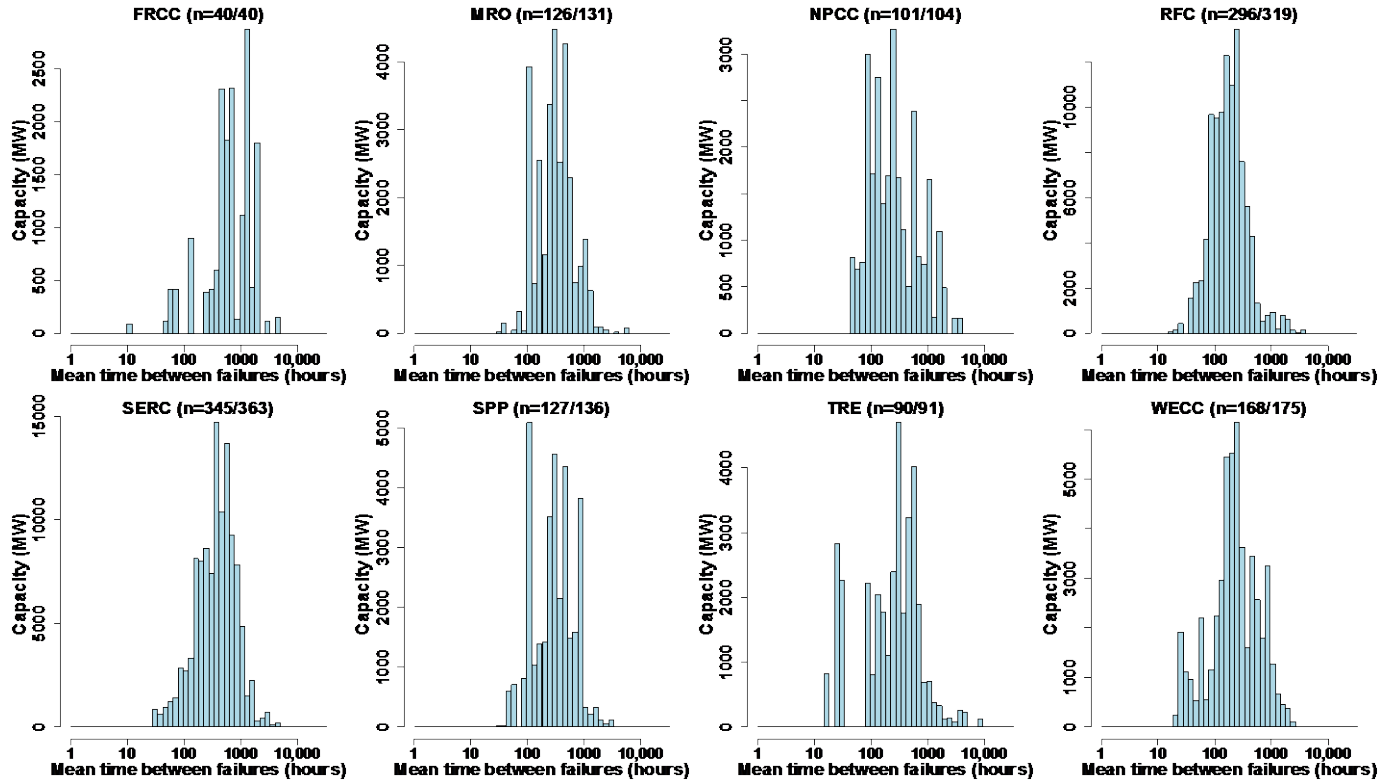 FRCC (n=40/40)
Capacity (MW)
0 500 1000 1500 2000 2500
1 10 100 1000 10,000
Mean time between failures (hours)
MRO (n=126/131)
Capacity (MW)
0 1000 2000 3000 4000
1 10 100 1000 10,000
Mean time between failures (hours)
NPCC (n=101/104)
Capacity (MW)
0 500 1000 2000 3000
1 10 100 1000 10,000
Mean time between failures (hours)
RFC (n=296/319)
Capacity (MW)
0 2000 6000 10000
1 10 100 1000 10,000
Mean time between failures (hours)
SERC (n=345/363)
Capacity (MW)
0 5000 10000 15000
1 10 100 1000 10,000
Mean time between failures (hours)
SPP (n=127/136)
Capacity (MW)
0 1000 2000 3000 4000 5000
1 10 100 1000 10,000
Mean time between failures (hours)
TRE (n=90/91)
Capacity (MW)
0 1000 2000 3000 4000
1 10 100 1000 10,000
Mean time between failures (hours)
WECC (n=168/175)
Capacity (MW)
0 1000 3000 5000
1 10 100 1000 10,000
Mean time between failures (hours)